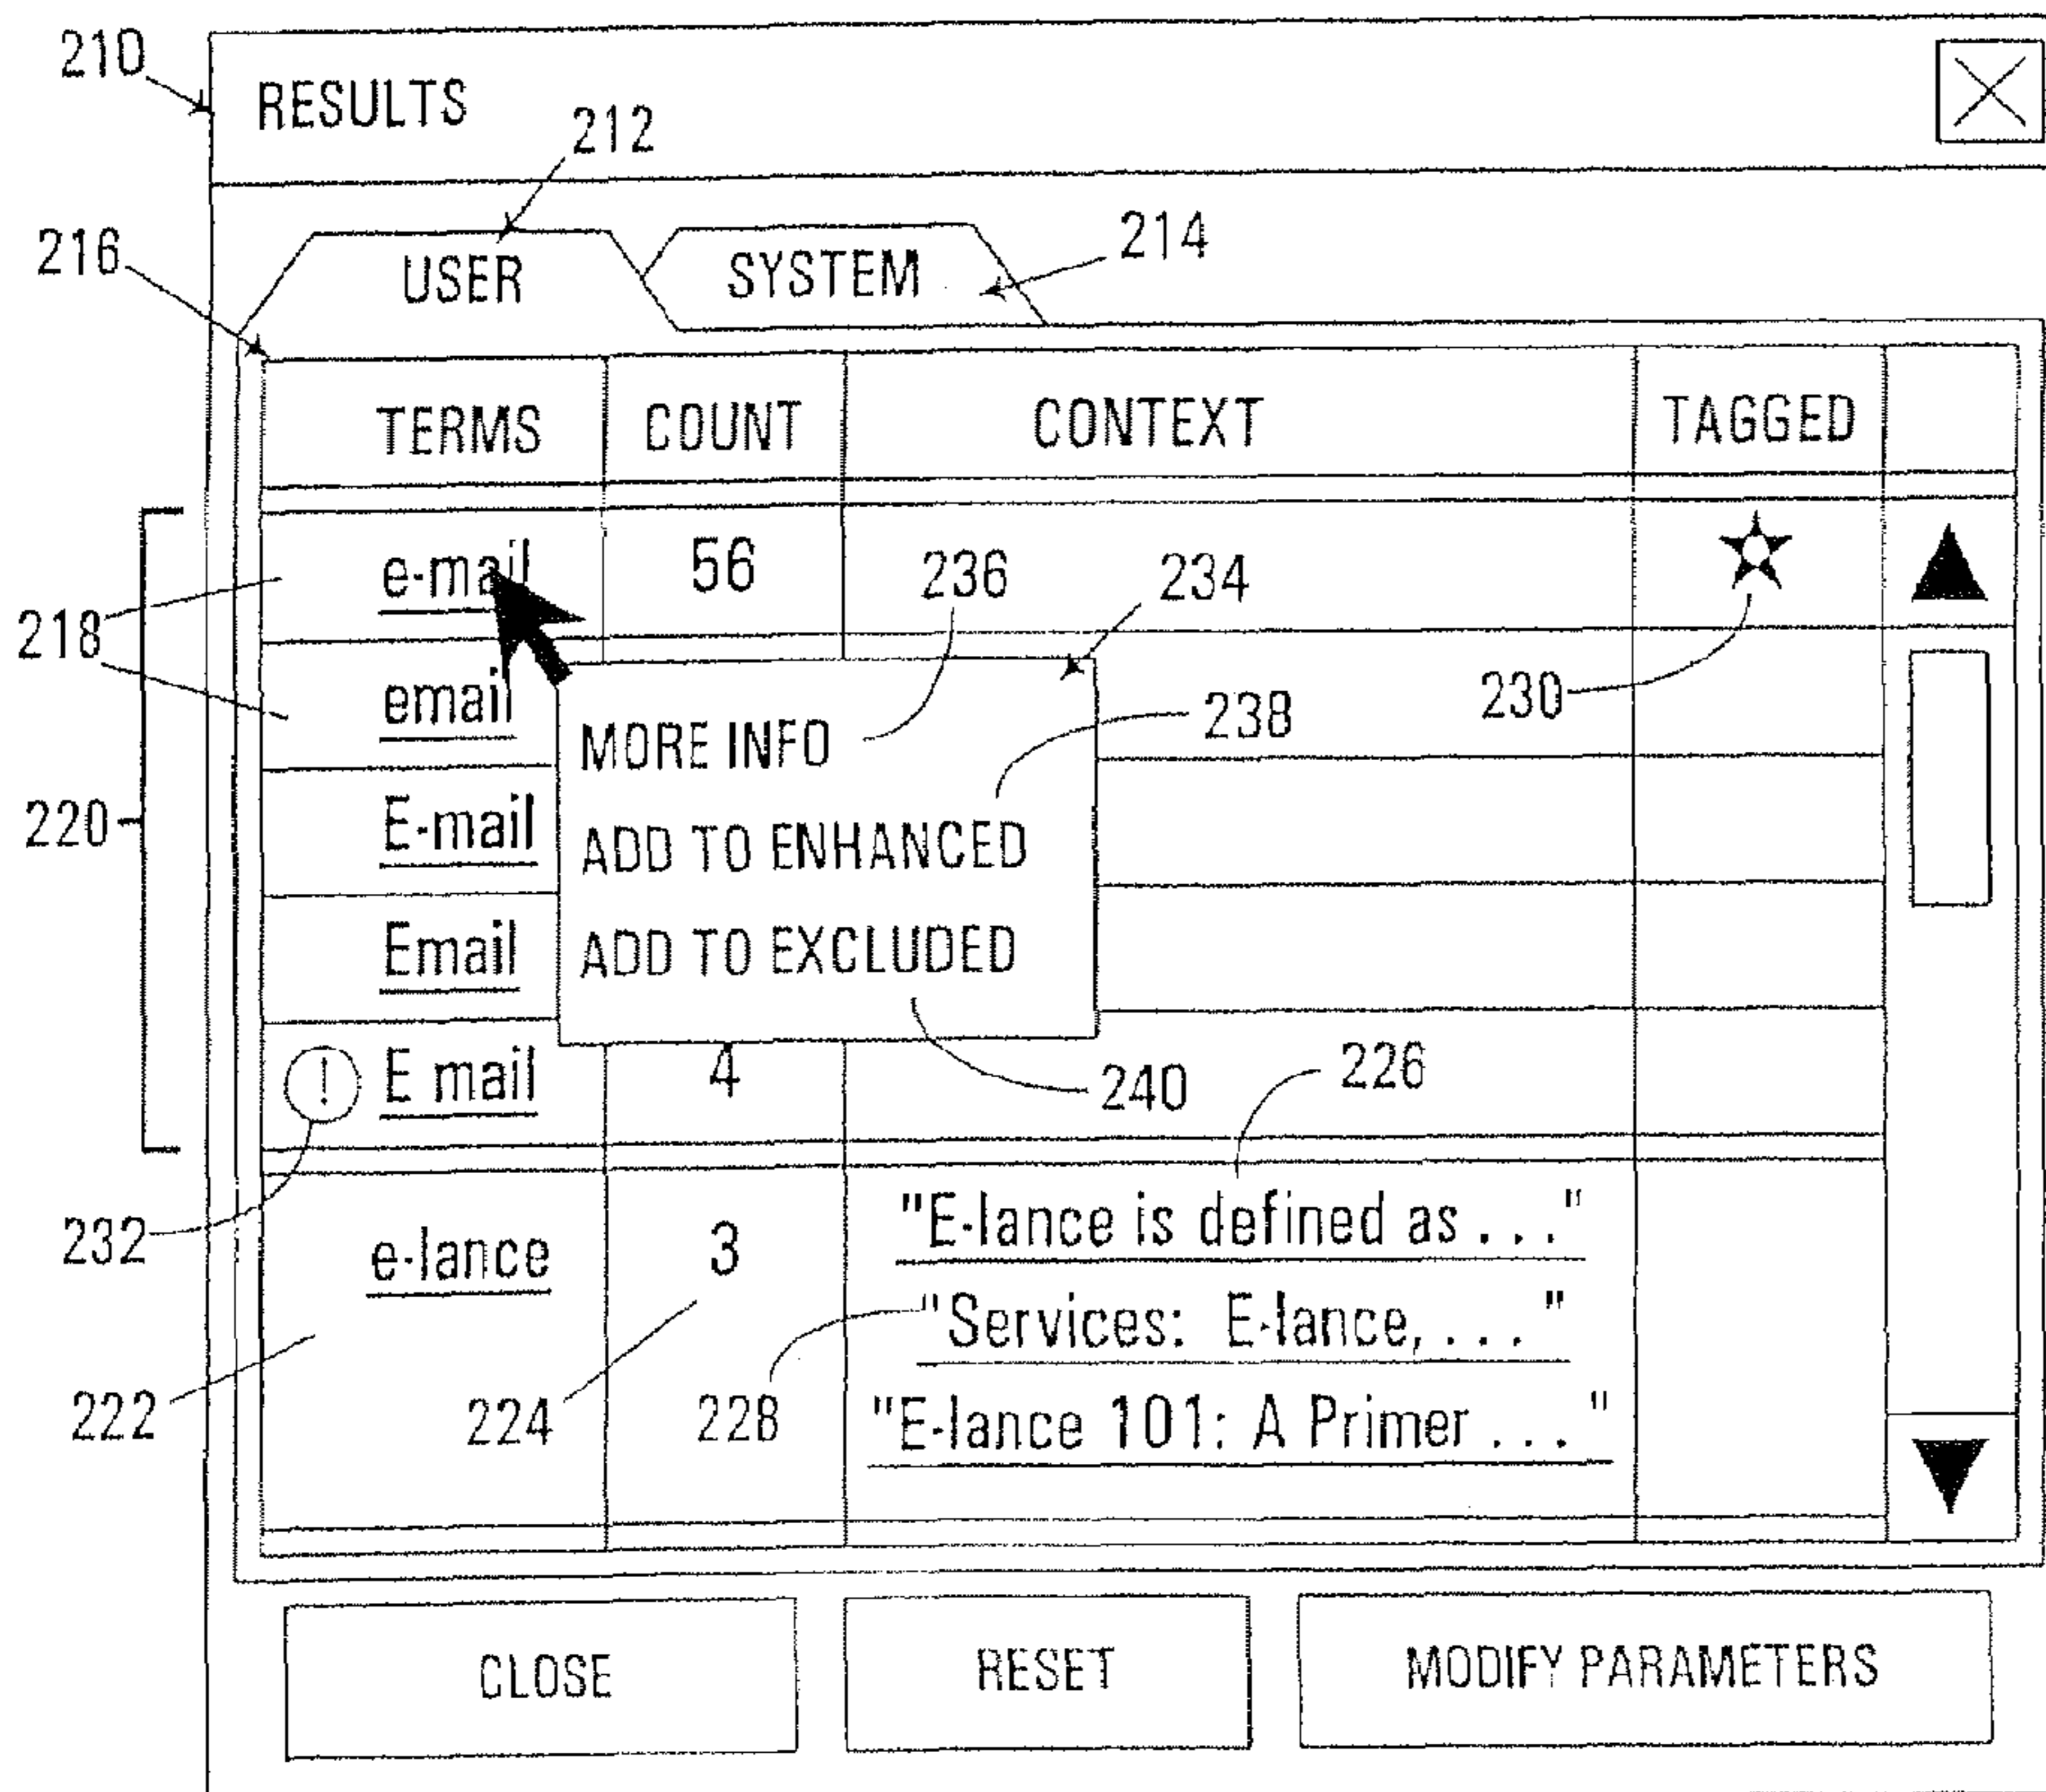 210
RESULTS
212
216
USER
SYSTEM
214
TERMS COUNT CONTEXT TAGGED
e-mail 56
236
234
218
email
230
MORE INFO
238
220
E-mail
ADD TO ENHANCED
Email
ADD TO EXCLUDED
! E mail 4
240
226
232
e-lance 3
"E-lance is defined as . . ."
"Services: E-lance, . . . "
222
224
228
"E-lance 101: A Primer . . . "
CLOSE
RESET
MODIFY PARAMETERS